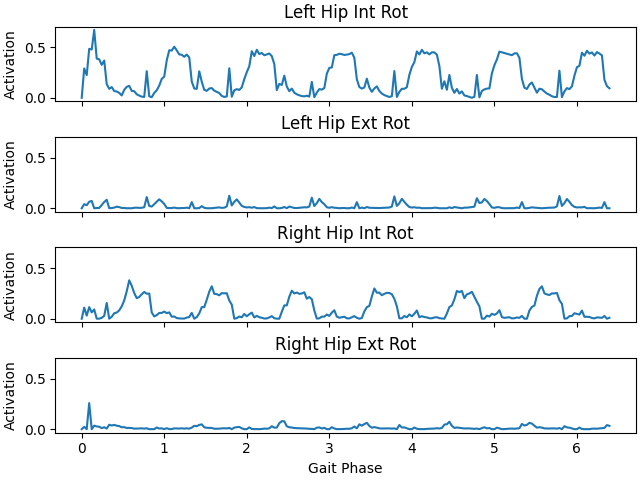 Left Hip Int Rot
Activation
0.5
0.0
Left Hip Ext Rot
Activation
0.5
0.0
Right Hip Int Rot
Activation
0.5
0.0
Right Hip Ext Rot
Activation
0.5
0.0
0 1 2 3 4 5 6
Gait Phase